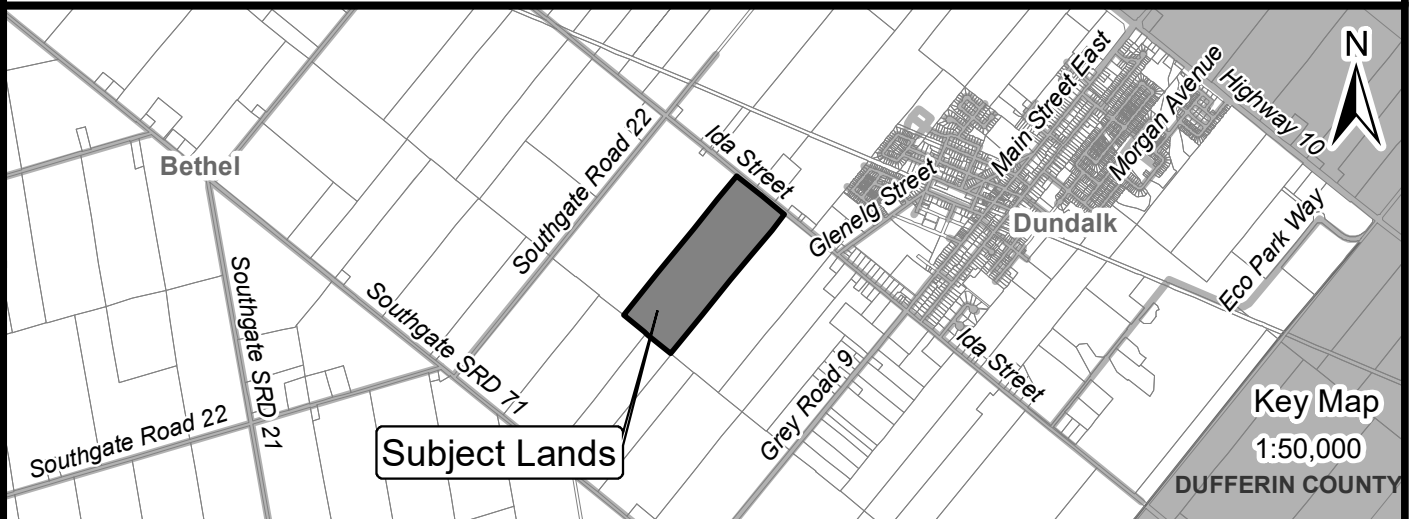 N
Highway 10
Main Street East
Morgan Avenue
Ida Street
Southgate Road 22
Bethel
Glenelg Street
Dundalk
Eco Park Way
Southgate SRD 21
Southgate SRD 71
Ida Street
Grey Road 9
Key Map
1:50,000
Southgate Road 22
Subject Lands
DUFFERIN COUNTY